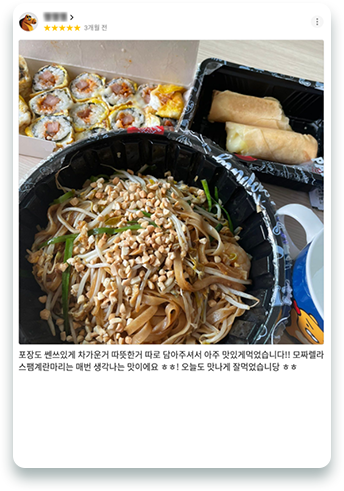 3개월 전
포장도 쎈쓰있게 차가운거 따뜻한거 따로 담아주셔서 아주 맛있게먹었습니다!! 모짜렐라
스팸계란마리는 매번 생각나는 맛이에요 ㅎㅎ! 오늘도 맛나게 잘먹었습니당 ㅎㅎ